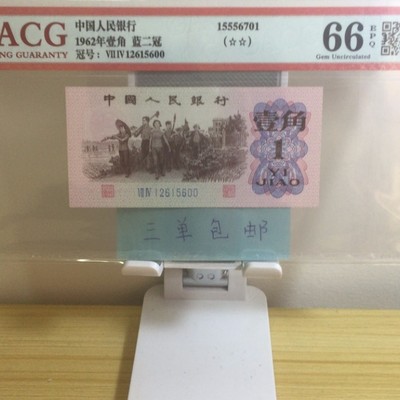 ACG
NG GUARANTY
中国人民银行
1962年壹角 蓝二冠
冠号：VIIIV12615600
15556701
(☆☆)
66 EPQ
Gem Uncirculated
中国人民银行
壹角
1
YI
JIAO
VIIIV 12615600
三单包邮